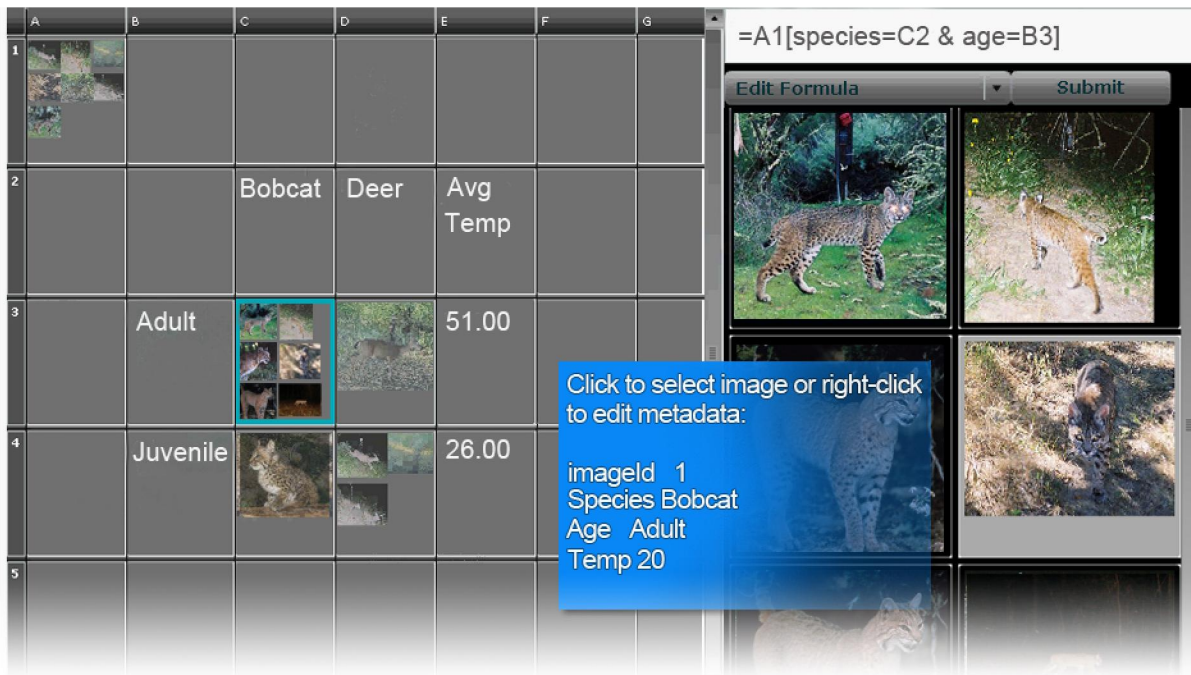 A B C D E F G
=A1[species=C2 & age=B3]
Edit Formula Submit
1
2 Bobcat Deer Avg
Temp
3 Adult 51.00
Click to select image or right-click
to edit metadata:
4 Juvenile 26.00
imageId 1
Species Bobcat
Age Adult
Temp 20
5